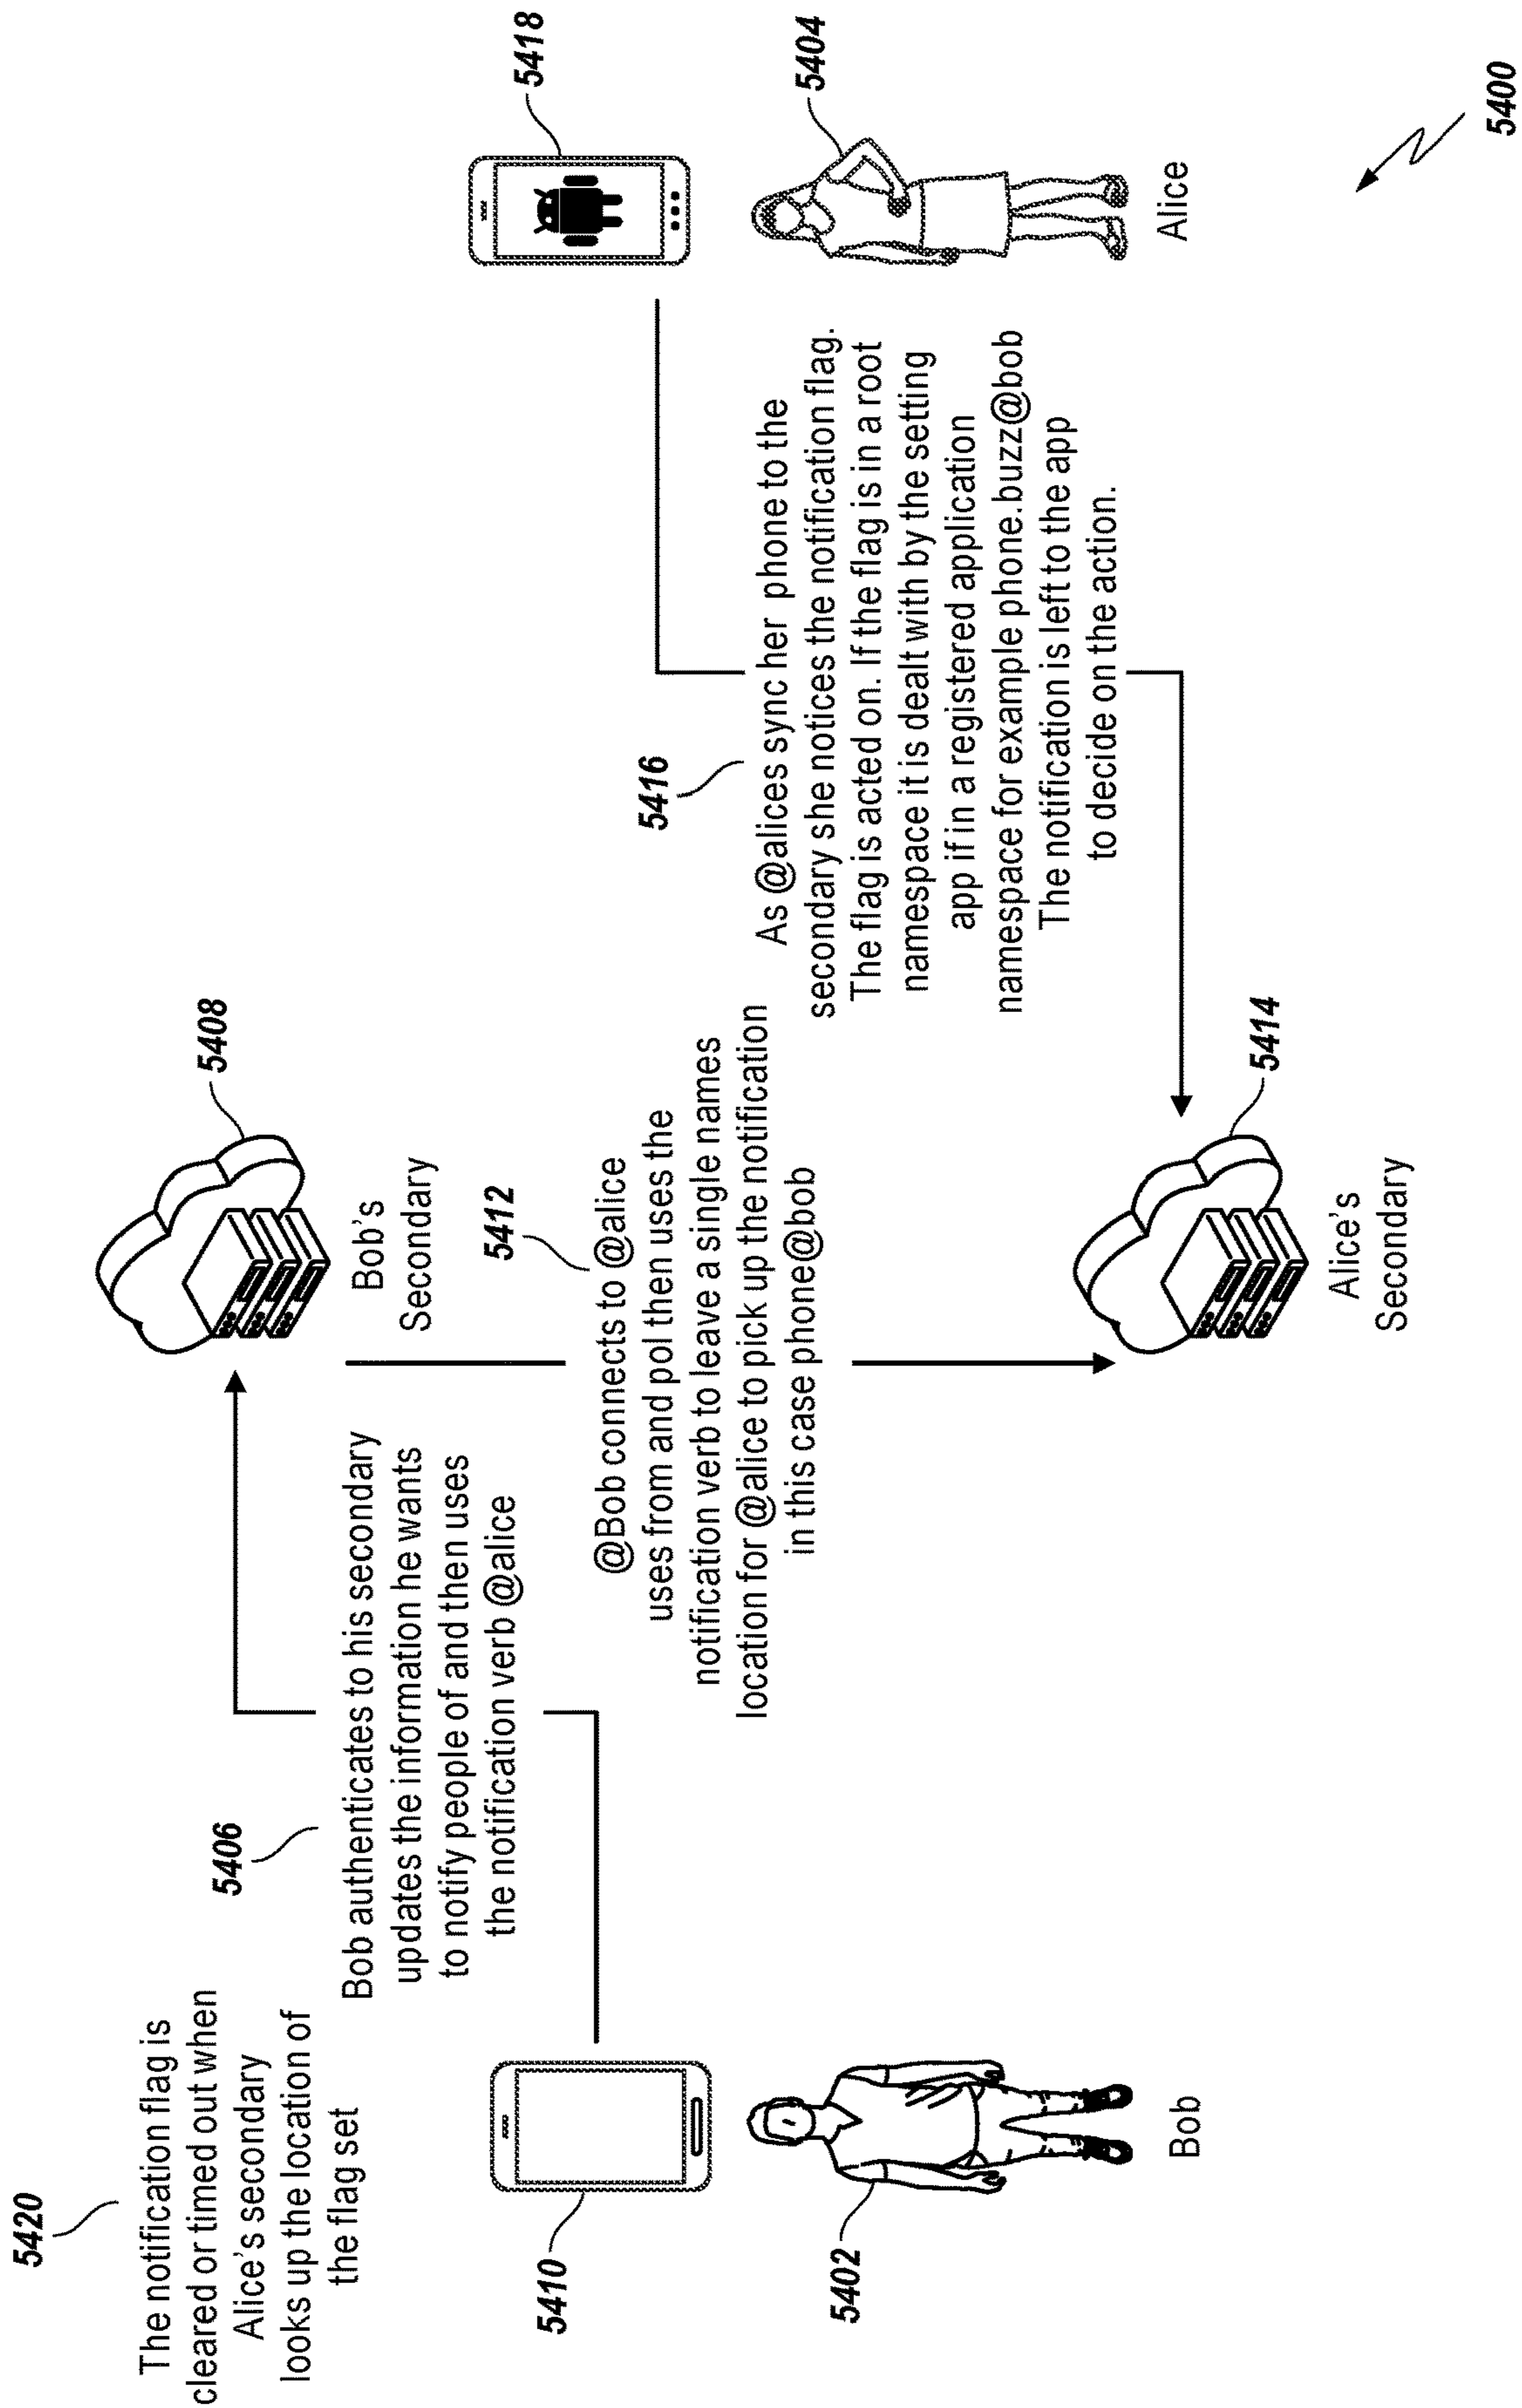 5420
The notification flag is
cleared or timed out when
Alice's secondary
looks up the location of
the flag set
5406
Bob authenticates to his secondary
updates the information he wants
to notify people of and then uses
the notification verb @alice
5408
Bob's
Secondary
5410
5402
Bob
5412
@Bob connects to @alice
uses from and pol then uses the
notification verb to leave a single names
location for @alice to pick up the notification
in this case phone@bob
5416
As @alices sync her phone to the
secondary she notices the notification flag.
The flag is acted on. If the flag is in a root
namespace it is dealt with by the setting
app if in a registered application
namespace for example phone.buzz@bob
The notification is left to the app
to decide on the action.
5418
5404
Alice
5414
Alice's
Secondary
5400